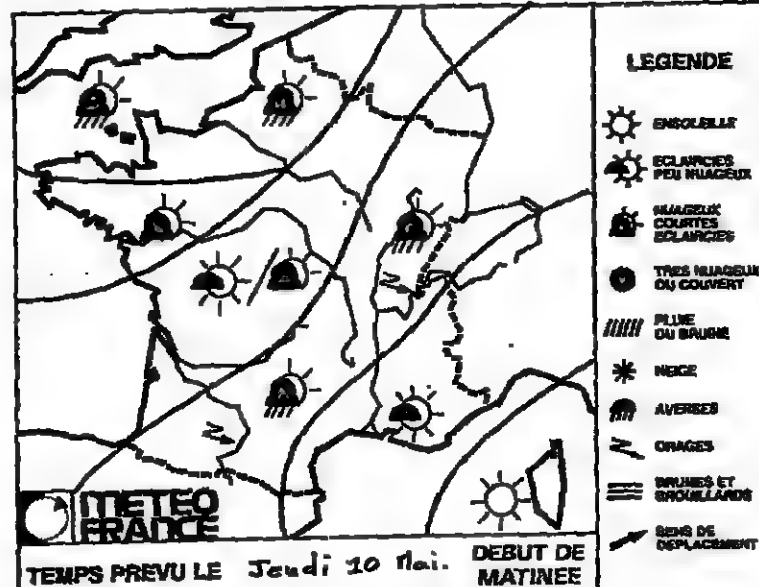 LEGENDE
ENSOLEILLE
ECLAIRCIES
PEU NUAGEUX
NUAGEUX
COURTES
ECLAIRCIES
TRES NUAGEUX
OU COUVERT
PLUIE
OU BRUINE
NEIGE
AVERSES
ORAGES
BRUMES ET
BROUILLARDS
SENS DE
DEPLACEMENT
METEO
FRANCE
TEMPS PREVU LE Jeudi 10 Mai. DEBUT DE
MATINEE